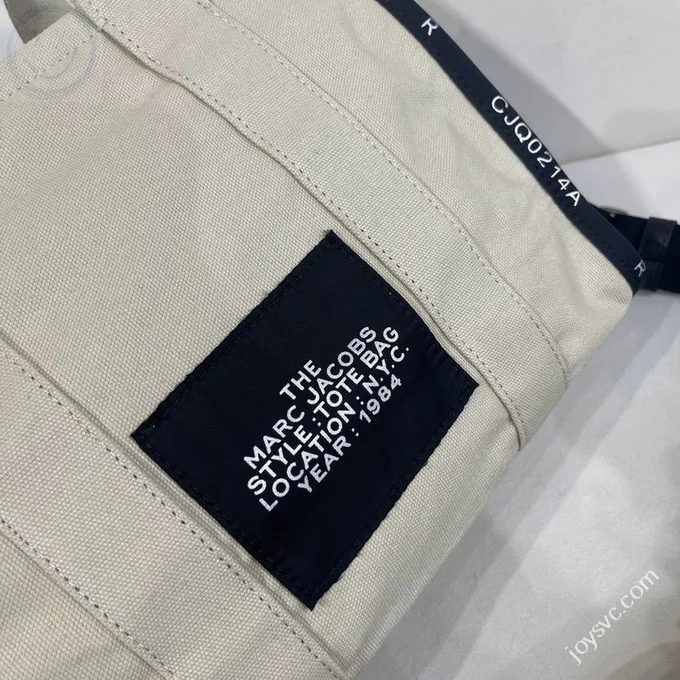 R
CJQ0214A
R
THE
MARC JACOBS
STYLE : TOTE BAG
LOCATION : N.Y.C.
YEAR : 1984
joysvc.com